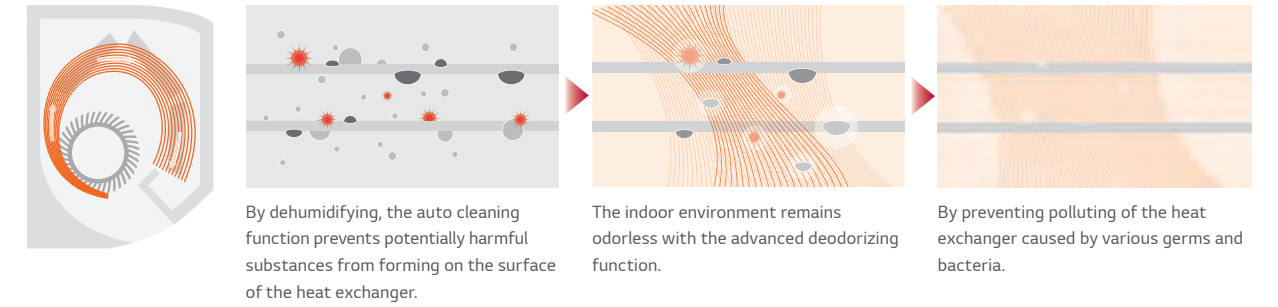 By dehumidifying, the auto cleaning
function prevents potentially harmful
substances from forming on the surface
of the heat exchanger.
The indoor environment remains
odorless with the advanced deodorizing
function.
By preventing polluting of the heat
exchanger caused by various germs and
bacteria.